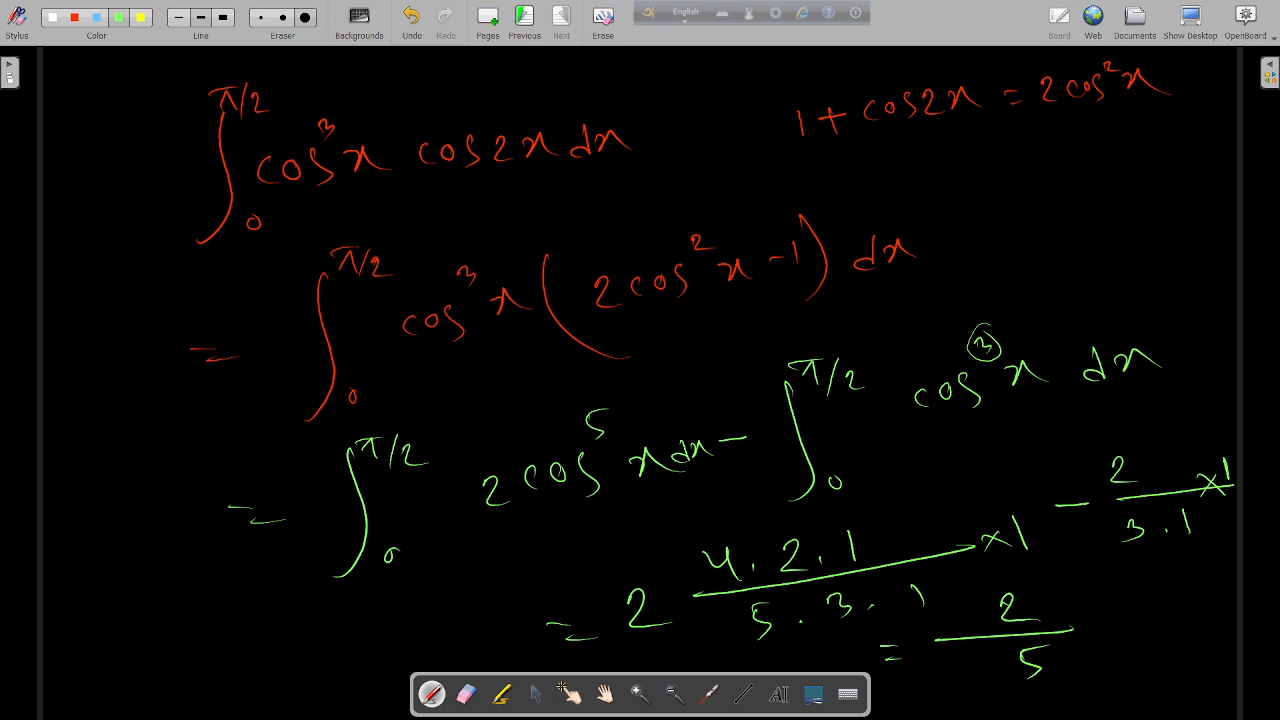 Stylus Color Line Eraser Backgrounds Undo Redo Pages Previous Next Erase English Board Web Documents Show Desktop OpenBoard
∫₀^(π/2) cos³x cos2x dx
1 + cos2x = 2cos²x
= ∫₀^(π/2) cos³x (2cos²x - 1) dx
= ∫₀^(π/2) 2cos⁵x dx - ∫₀^(π/2) cos³x dx
= 2 (4.2.1)/(5.3.1) ×1 - 2/(3.1) ×1
= 2/5